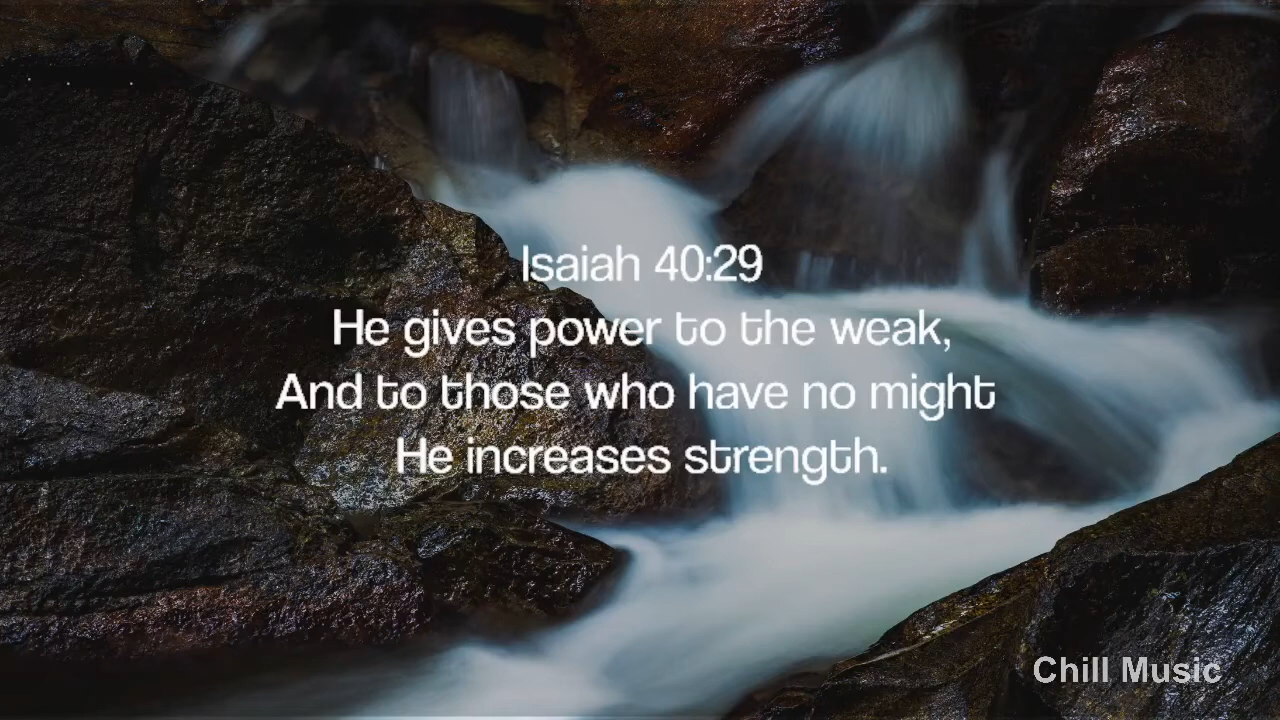 Isaiah 40:29
He gives power to the weak,
And to those who have no might
He increases strength.
Chill Music